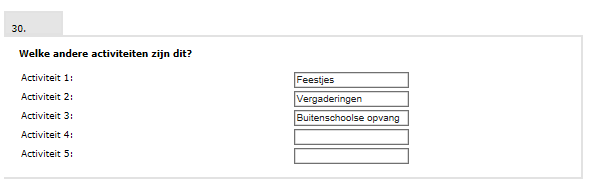 30.
Welke andere activiteiten zijn dit?
Activiteit 1: Feestjes
Activiteit 2: Vergaderingen
Activiteit 3: Buitenschoolse opvang
Activiteit 4:
Activiteit 5: